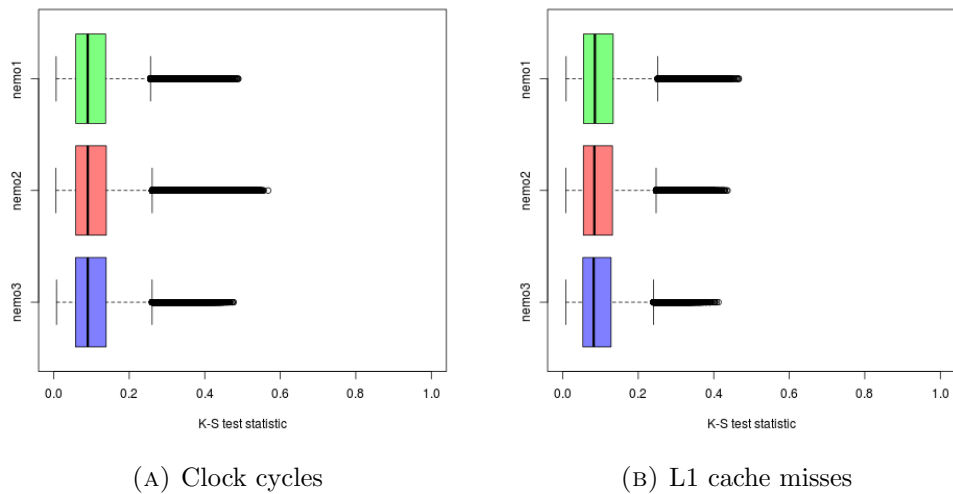 nemo1
nemo2
nemo3
0.0 0.2 0.4 0.6 0.8 1.0
K-S test statistic
(A) Clock cycles
nemo1
nemo2
nemo3
0.0 0.2 0.4 0.6 0.8 1.0
K-S test statistic
(B) L1 cache misses